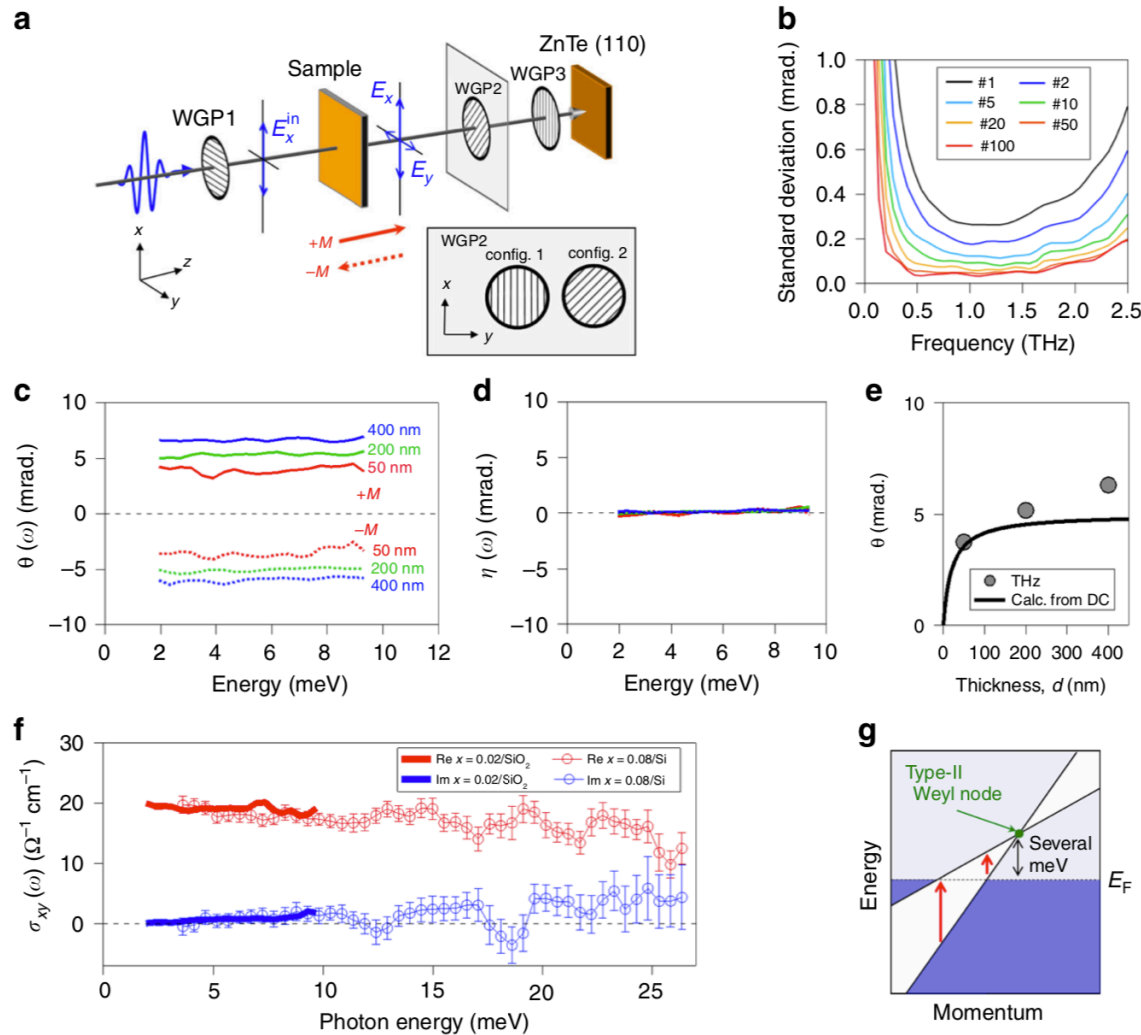 a
Sample
ZnTe (110)
WGP1
E_x^in
E_x
E_y
WGP2
WGP3
+M
–M
x
z
y
WGP2
config. 1
config. 2
x
y
b
Standard deviation (mrad.)
1.0
0.8
0.6
0.4
0.2
0.0
#1
#2
#5
#10
#20
#50
#100
0.0
0.5
1.0
1.5
2.0
2.5
Frequency (THz)
c
θ (ω) (mrad.)
10
5
0
–5
–10
400 nm
200 nm
50 nm
+M
–M
50 nm
200 nm
400 nm
0
2
4
6
8
10
12
Energy (meV)
d
η (ω) (mrad.)
10
5
0
–5
–10
0
2
4
6
8
10
Energy (meV)
e
θ (mrad.)
10
5
0
THz
Calc. from DC
0
100
200
300
400
Thickness, d (nm)
f
σxy (ω) (Ω⁻¹ cm⁻¹)
30
20
10
0
Re x = 0.02/SiO₂
Re x = 0.08/Si
Im x = 0.02/SiO₂
Im x = 0.08/Si
0
5
10
15
20
25
Photon energy (meV)
g
Type-II
Weyl node
Several
meV
E_F
Energy
Momentum